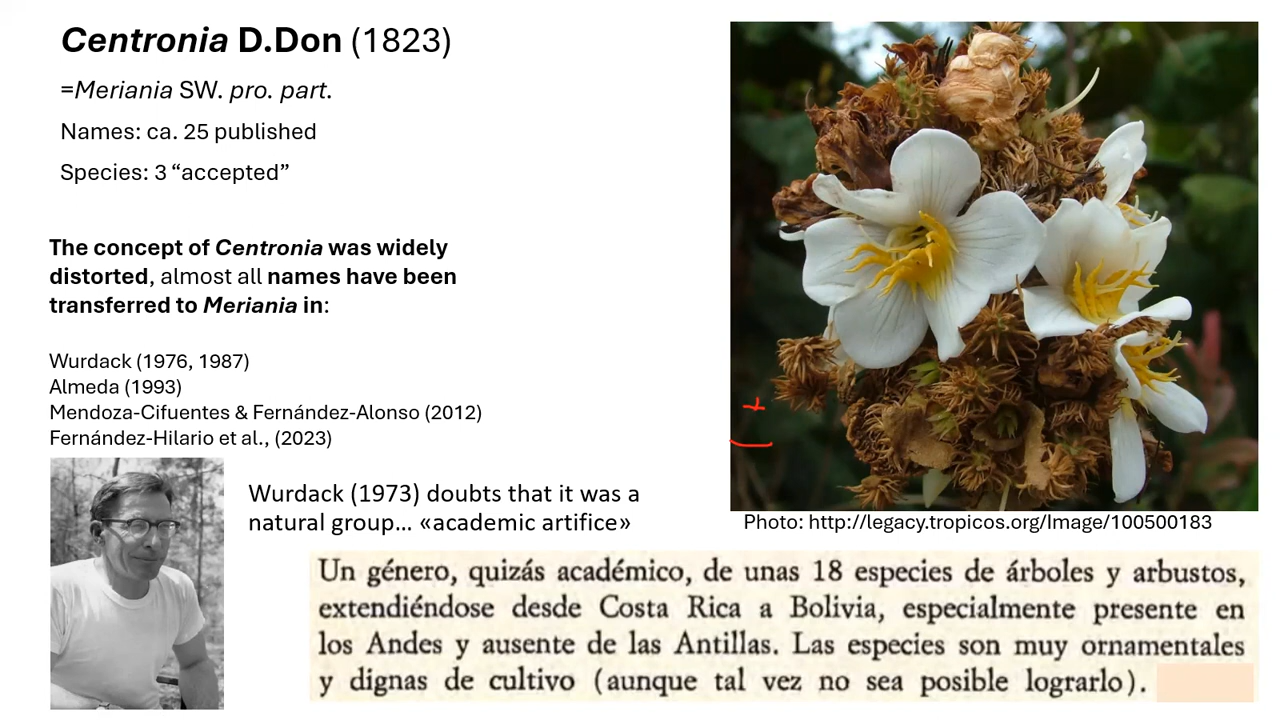 Centronia D.Don (1823)
=Meriania SW. pro. part.
Names: ca. 25 published
Species: 3 “accepted”
The concept of Centronia was widely
distorted, almost all names have been
transferred to Meriania in:
Wurdack (1976, 1987)
Almeda (1993)
Mendoza-Cifuentes & Fernández-Alonso (2012)
Fernández-Hilario et al., (2023)
Wurdack (1973) doubts that it was a
natural group… «academic artifice»
Photo: http://legacy.tropicos.org/Image/100500183
Un género, quizás académico, de unas 18 especies de árboles y arbustos,
extendiéndose desde Costa Rica a Bolivia, especialmente presente en
los Andes y ausente de las Antillas. Las especies son muy ornamentales
y dignas de cultivo (aunque tal vez no sea posible lograrlo).